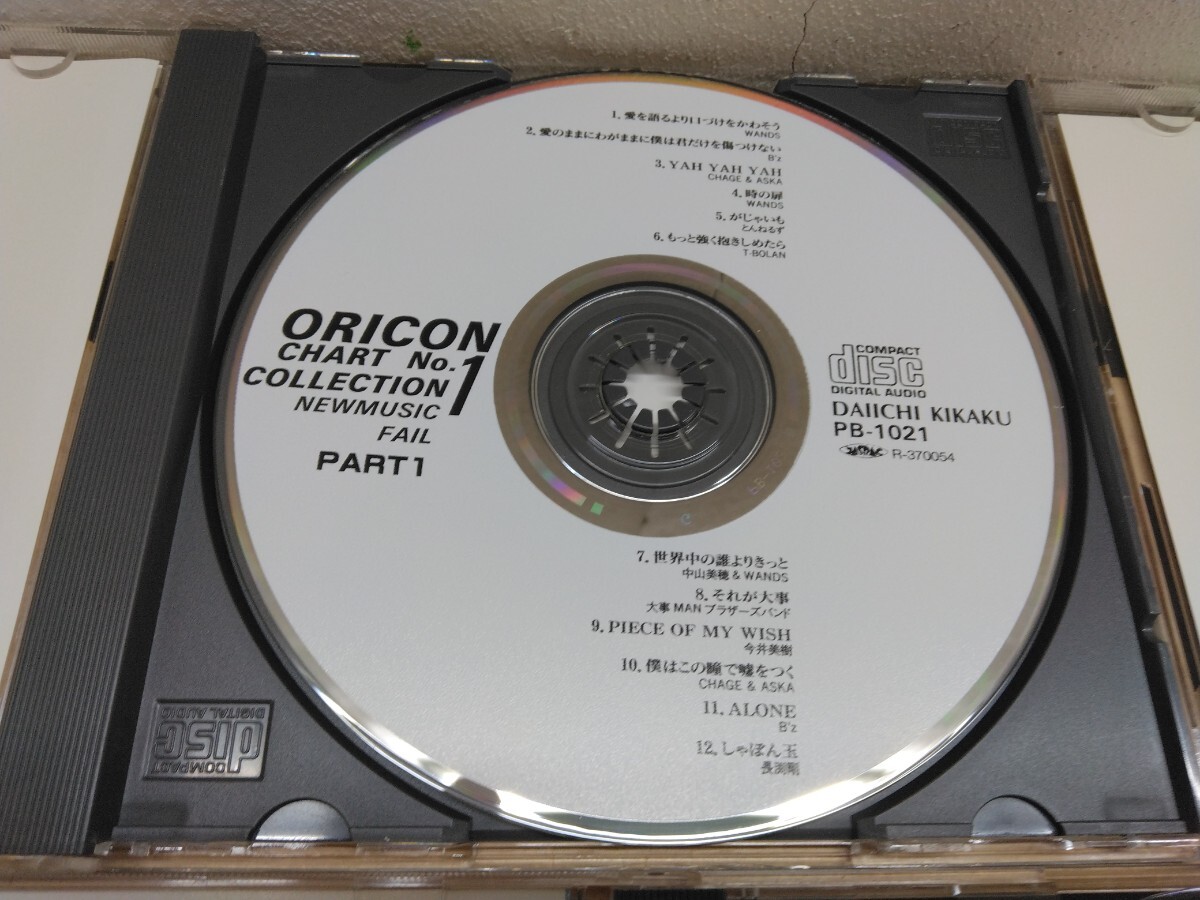 1. 愛を語るより口づけをかわそう
WANDS
2. 愛のままにわがままに僕は君だけを傷つけない
B'z
3. YAH YAH YAH
CHAGE & ASKA
4. 時の扉
WANDS
5. がじゃいも
とんねるず
6. もっと強く抱きしめたら
T-BOLAN
ORICON
CHART No.1
COLLECTION
NEWMUSIC
FAIL
PART 1
COMPACT
disc
DIGITAL AUDIO
DAIICHI KIKAKU
PB-1021
R-370054
7. 世界中の誰よりきっと
中山美穂 & WANDS
8. それが大事
大事MANブラザーズバンド
9. PIECE OF MY WISH
今井美樹
10. 僕はこの瞳で嘘をつく
CHAGE & ASKA
11. ALONE
B'z
12. しゃぼん玉
長渕剛
COMPACT
disc
DIGITAL AUDIO